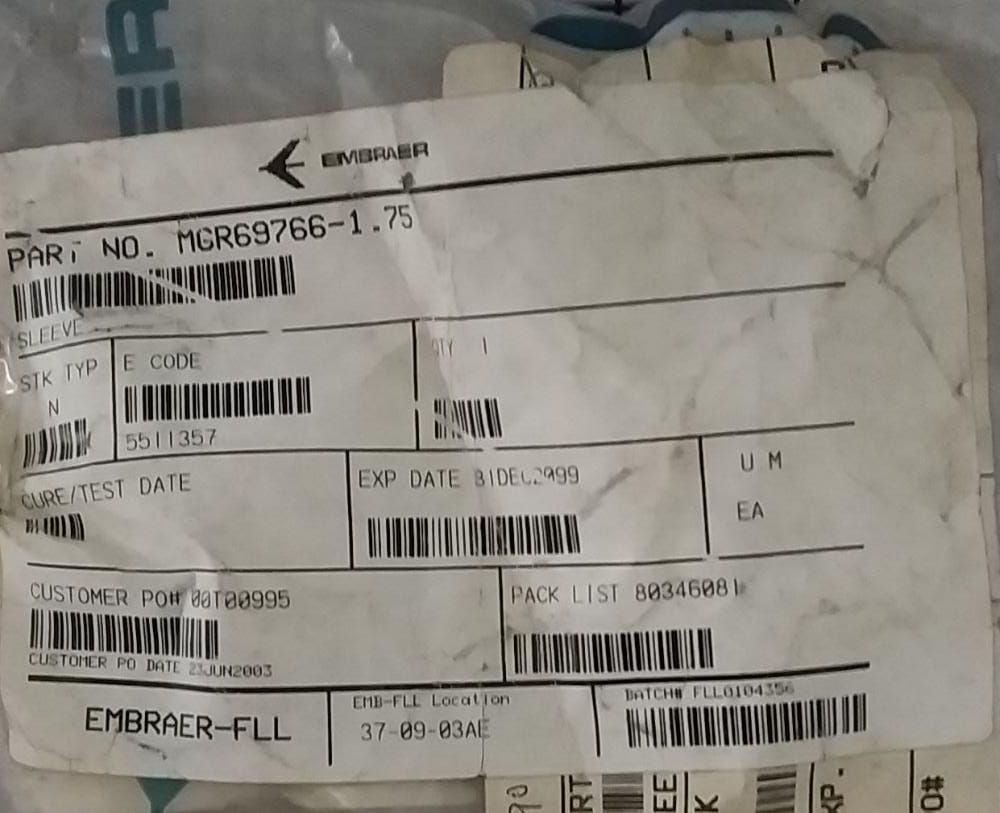 ER
EMBRAER
PART NO. MGR69766-1.75
SLEEVE
STK TYP
N
E CODE
5511357
QTY 1
CURE/TEST DATE
EXP DATE 31DEC2099
U M
EA
CUSTOMER PO# 00T00995
CUSTOMER PO DATE 23JUN2003
PACK LIST 80346081
EMBRAER-FLL
EMB-FLL Location
37-09-03AE
BATCH# FLL0104356